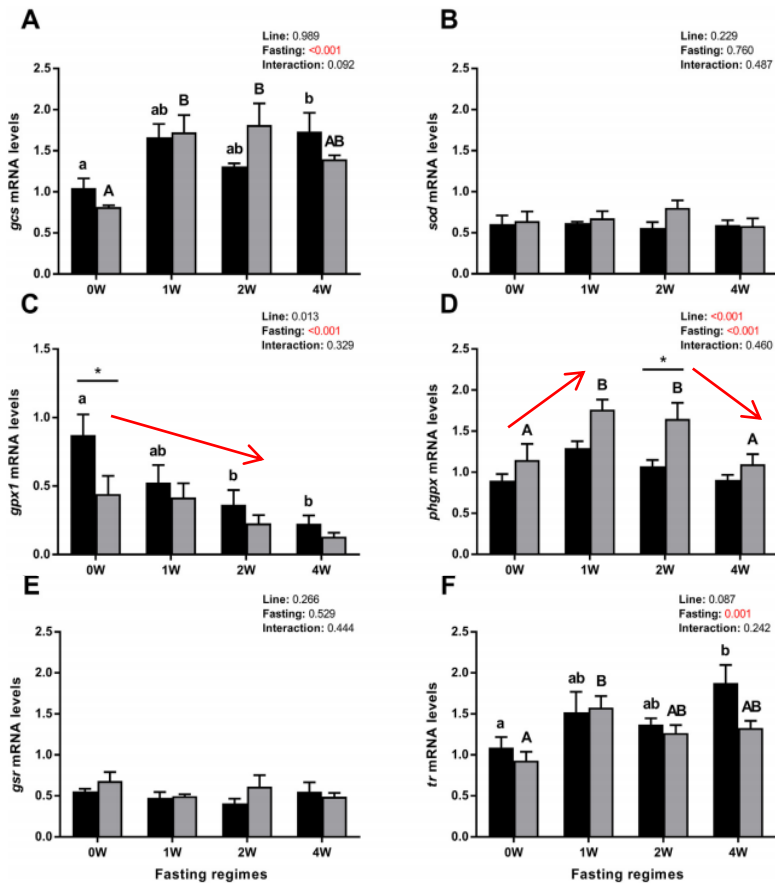 A
Line: 0.989
Fasting: <0.001
Interaction: 0.092
gcs mRNA levels
2.5
2.0
1.5
1.0
0.5
0.0
a
A
ab
B
ab
B
b
AB
0W
1W
2W
4W
B
Line: 0.229
Fasting: 0.760
Interaction: 0.487
sod mRNA levels
2.5
2.0
1.5
1.0
0.5
0.0
0W
1W
2W
4W
C
Line: 0.013
Fasting: <0.001
Interaction: 0.329
gpx1 mRNA levels
1.5
1.0
0.5
0.0
*
a
ab
b
b
0W
1W
2W
4W
D
Line: <0.001
Fasting: <0.001
Interaction: 0.460
phgpx mRNA levels
2.5
2.0
1.5
1.0
0.5
0.0
A
B
*
B
A
0W
1W
2W
4W
E
Line: 0.266
Fasting: 0.529
Interaction: 0.444
gsr mRNA levels
2.5
2.0
1.5
1.0
0.5
0.0
0W
1W
2W
4W
Fasting regimes
F
Line: 0.087
Fasting: 0.001
Interaction: 0.242
tr mRNA levels
2.5
2.0
1.5
1.0
0.5
0.0
a
A
ab
B
ab
AB
b
AB
0W
1W
2W
4W
Fasting regimes